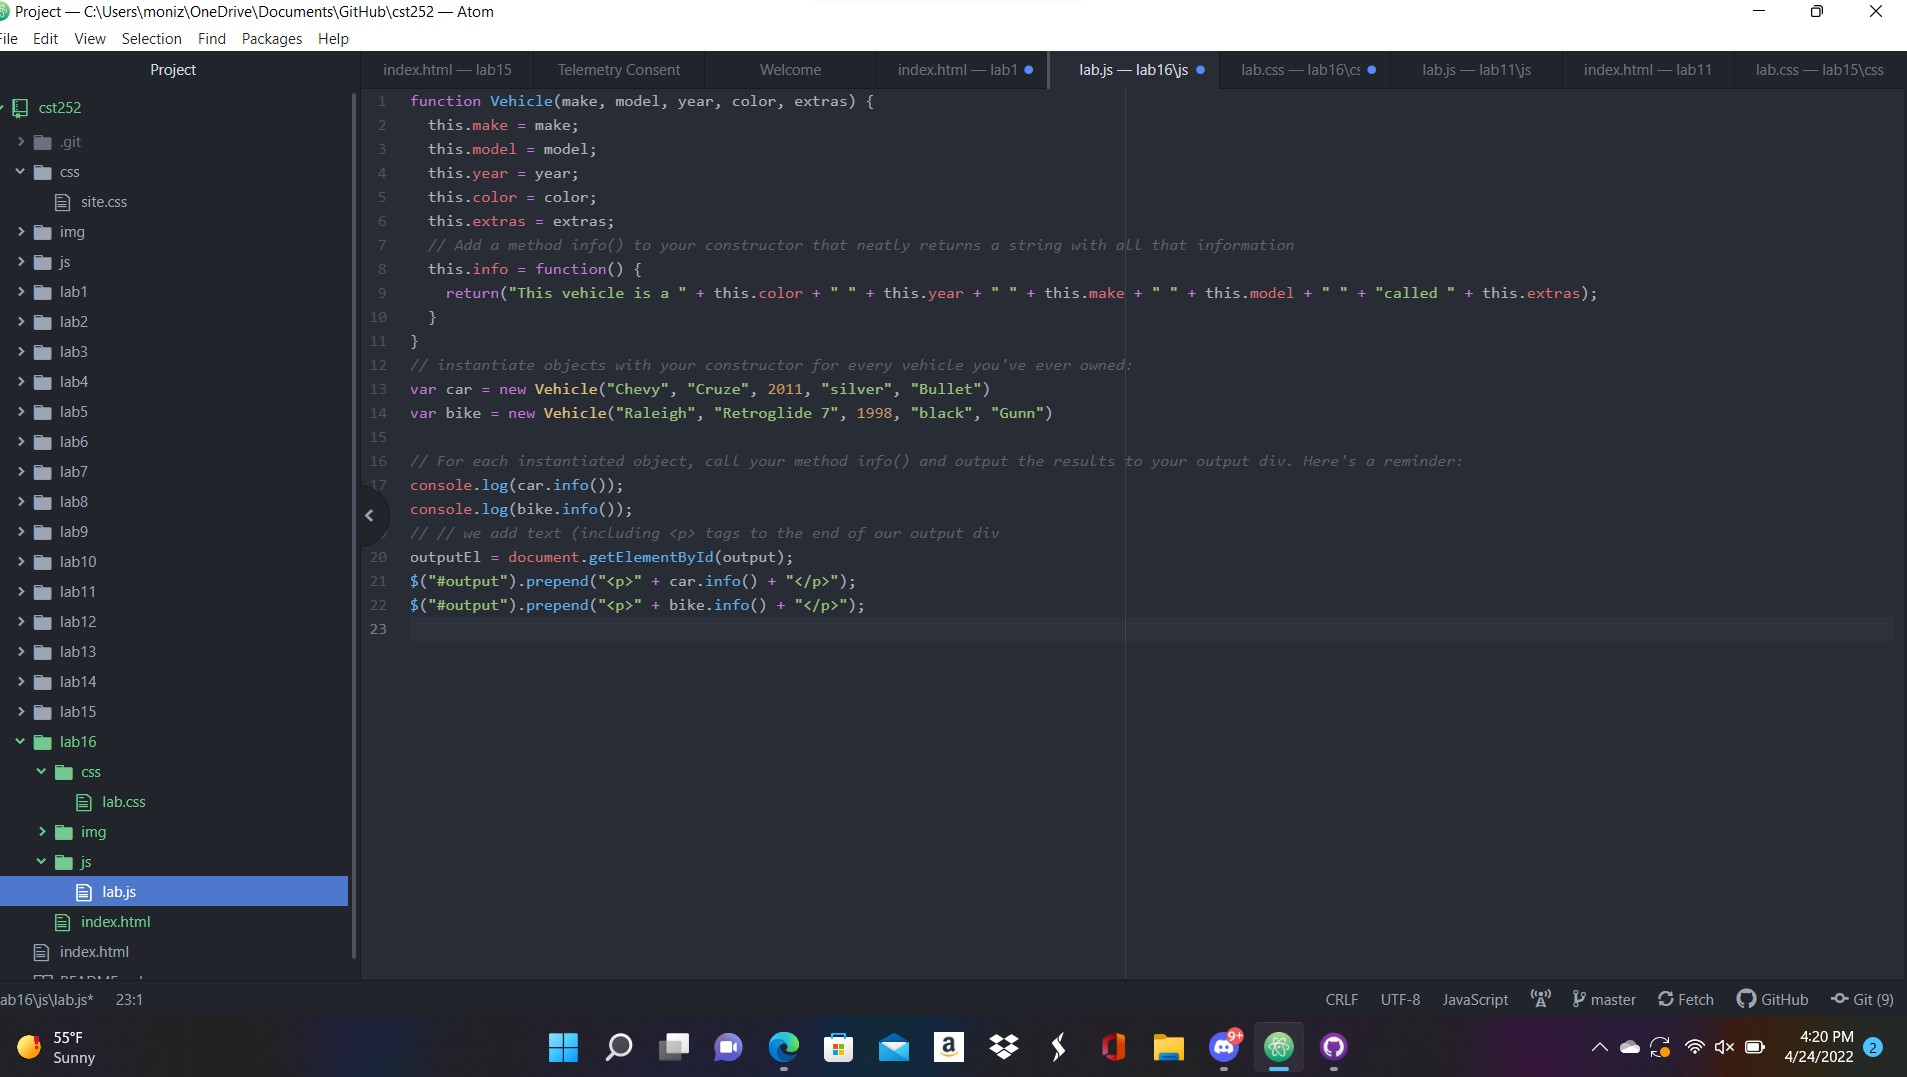 Project — C:\Users\moniz\OneDrive\Documents\GitHub\cst252 — Atom
File Edit View Selection Find Packages Help
Project
index.html — lab15
Telemetry Consent
Welcome
index.html — lab1
lab.js — lab16\js
lab.css — lab16\cs
lab.js — lab11\js
index.html — lab11
lab.css — lab15\css
cst252
.git
css
site.css
img
js
lab1
lab2
lab3
lab4
lab5
lab6
lab7
lab8
lab9
lab10
lab11
lab12
lab13
lab14
lab15
lab16
css
lab.css
img
js
lab.js
index.html
index.html
1 function Vehicle(make, model, year, color, extras) {
2 this.make = make;
3 this.model = model;
4 this.year = year;
5 this.color = color;
6 this.extras = extras;
7 // Add a method info() to your constructor that neatly returns a string with all that information
8 this.info = function() {
9 return("This vehicle is a " + this.color + " " + this.year + " " + this.make + " " + this.model + " " + "called " + this.extras);
10 }
11 }
12 // instantiate objects with your constructor for every vehicle you've ever owned:
13 var car = new Vehicle("Chevy", "Cruze", 2011, "silver", "Bullet")
14 var bike = new Vehicle("Raleigh", "Retroglide 7", 1998, "black", "Gunn")
15
16 // For each instantiated object, call your method info() and output the results to your output div. Here's a reminder:
17 console.log(car.info());
console.log(bike.info());
// // we add text (including <p> tags to the end of our output div
20 outputEl = document.getElementById(output);
21 $("#output").prepend("<p>" + car.info() + "</p>");
22 $("#output").prepend("<p>" + bike.info() + "</p>");
23
ab16\js\lab.js* 23:1
CRLF UTF-8 JavaScript master Fetch GitHub Git (9)
55°F
Sunny
a
9+
4:20 PM
4/24/2022
2